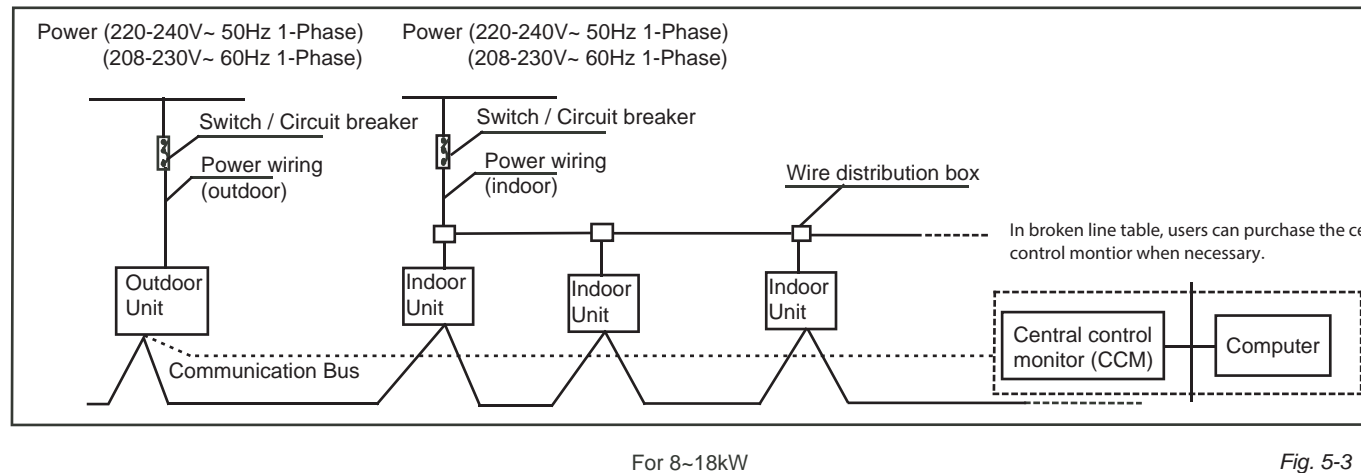 Power (220-240V~ 50Hz 1-Phase)
(208-230V~ 60Hz 1-Phase)
Power (220-240V~ 50Hz 1-Phase)
(208-230V~ 60Hz 1-Phase)
Switch / Circuit breaker
Power wiring
(outdoor)
Switch / Circuit breaker
Power wiring
(indoor)
Wire distribution box
In broken line table, users can purchase the
control montior when necessary.
Outdoor
Unit
Indoor
Unit
Indoor
Unit
Indoor
Unit
Central control
monitor (CCM)
Computer
Communication Bus
For 8~18kW
Fig. 5-3